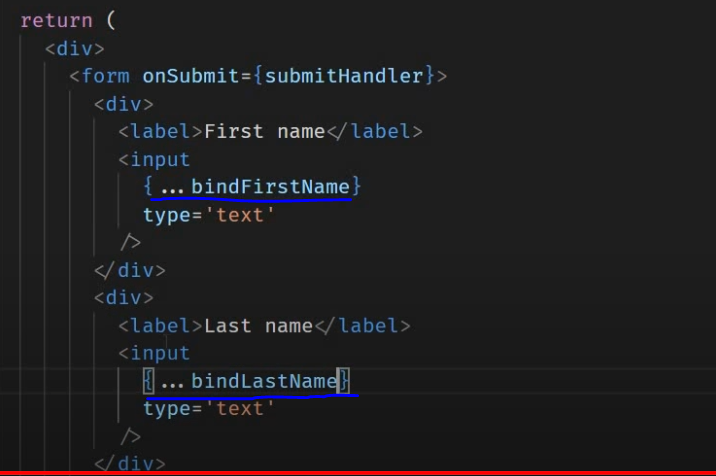 return (
<div>
<form onSubmit={submitHandler}>
<div>
<label>First name</label>
<input
{...bindFirstName}
type='text'
/>
</div>
<div>
<label>Last name</label>
<input
{...bindLastName}
type='text'
/>
</div>